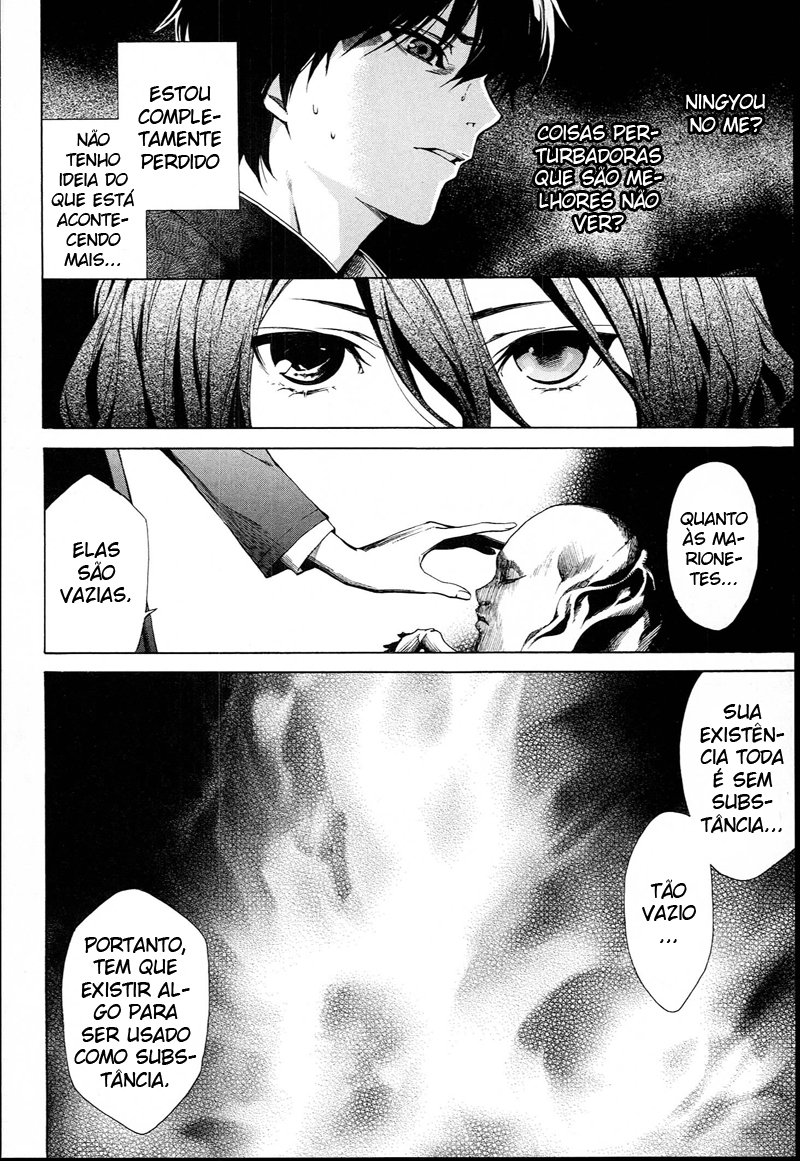 NINGYOU
NO ME?
COISAS PER-
TURBADORAS
QUE SÃO ME-
LHORES NÃO
VER?
ESTOU
COMPLE-
TAMENTE
PERDIDO
NÃO
TENHO
IDEIA DO
QUE ESTÁ
ACONTE-
CENDO
MAIS...
QUANTO
ÀS MA-
RIONE-
TES...
ELAS
SÃO
VAZIAS.
SUA
EXISTÊN-
CIA TODA
É SEM
SUBS-
TÂNCIA...
TÃO
VAZIO
...
PORTANTO,
TEM QUE
EXISTIR AL-
GO PARA
SER USADO
COMO SUBS-
TÂNCIA.